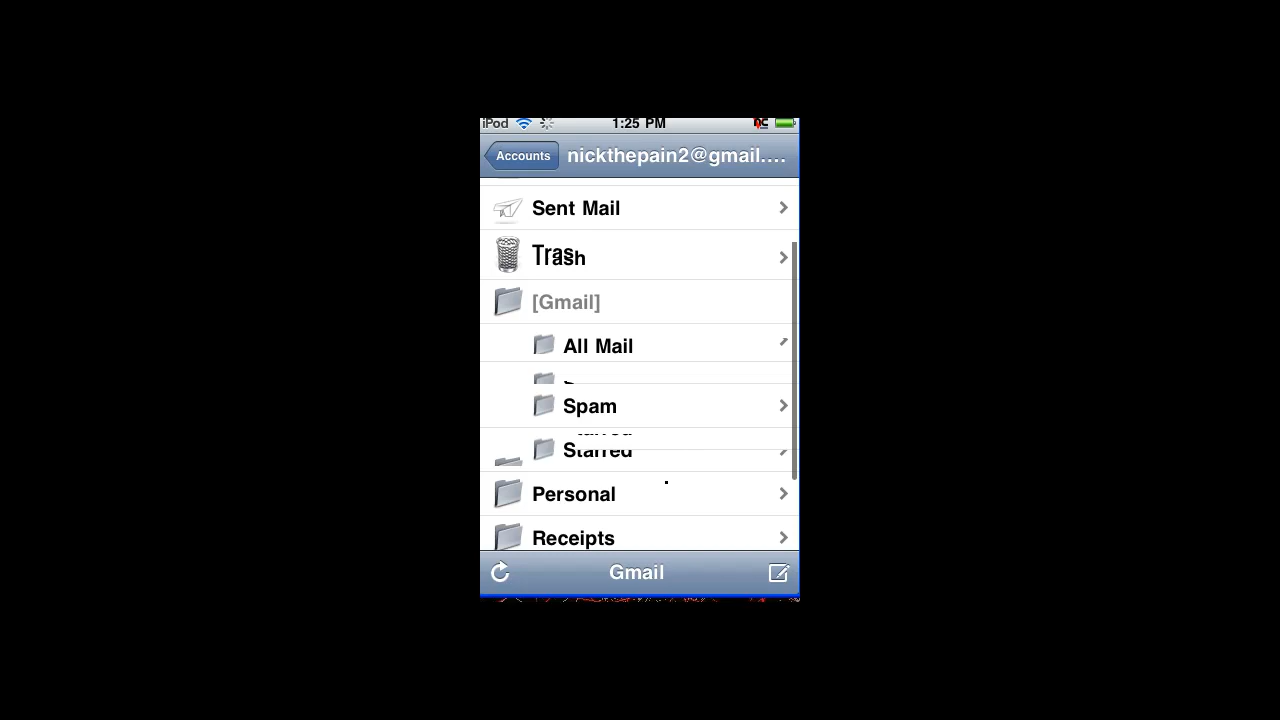 iPod 1:25 PM
Accounts nickthepain2@gmail....
Sent Mail
Trash
[Gmail]
All Mail
Spam
Starred
Personal
Receipts
Gmail